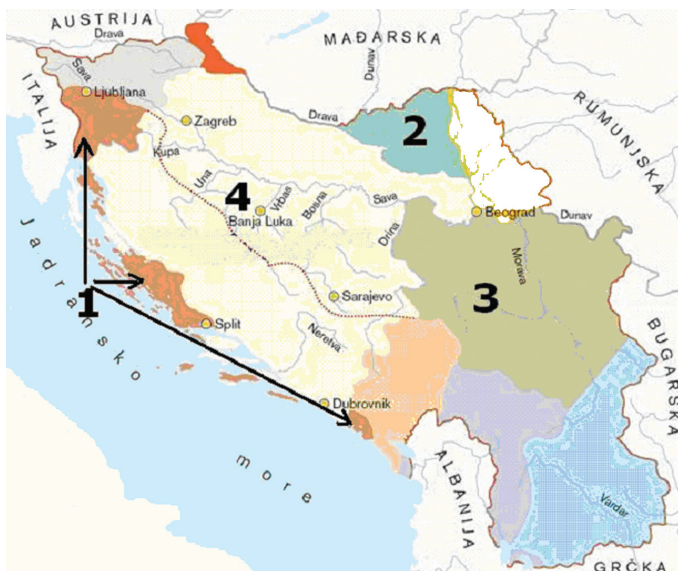 AUSTRIJA
Drava
MAĐARSKA
Dunav
ITALIJA
Sava
Ljubljana
Zagreb
Kupa
Drava
2
RUMUNJSKA
Una
4
Vrbas
Banja Luka
Bosna
Sava
Drina
Beograd
Dunav
Morava
1
Jadransko
more
Sarajevo
3
Split
Neretva
Dubrovnik
BUGARSKA
ALBANIJA
Vardar
GRČKA